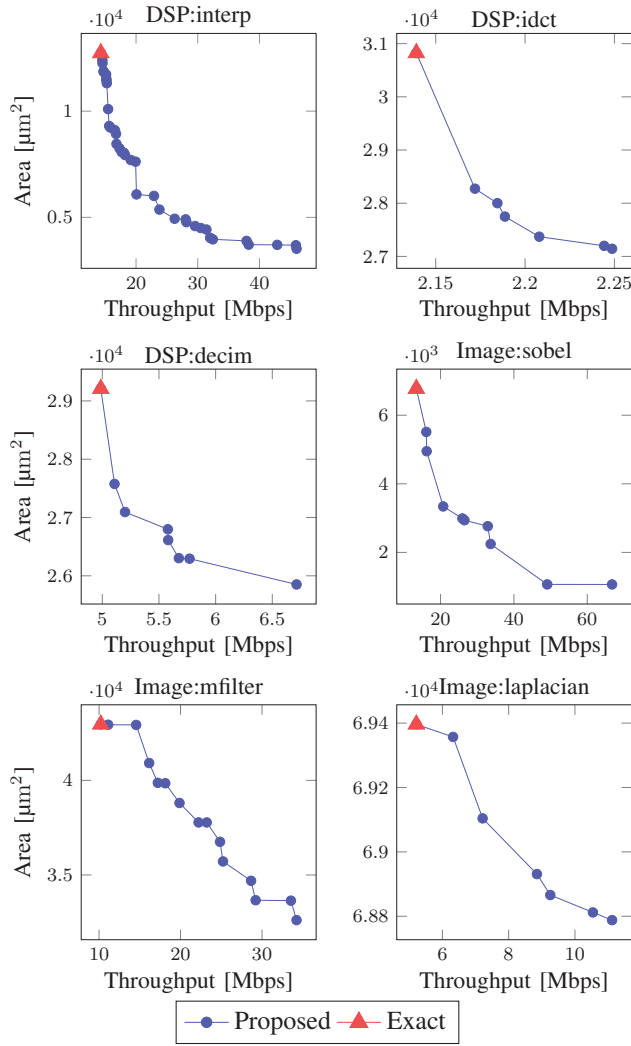 DSP:interp
DSP:idct
·10⁴
·10⁴
Area [µm²]
1
0.5
20
30
40
Throughput [Mbps]
3.1
2.9
2.8
2.7
2.15
2.2
2.25
Throughput [Mbps]
DSP:decim
Image:sobel
·10⁴
·10³
Area [µm²]
2.9
2.8
2.7
2.6
5
5.5
6
6.5
Throughput [Mbps]
6
4
2
20
40
60
Throughput [Mbps]
Image:mfilter
Image:laplacian
·10⁴
·10⁴
Area [µm²]
4
3.5
10
20
30
Throughput [Mbps]
6.94
6.92
6.9
6.88
6
8
10
Throughput [Mbps]
Proposed
Exact